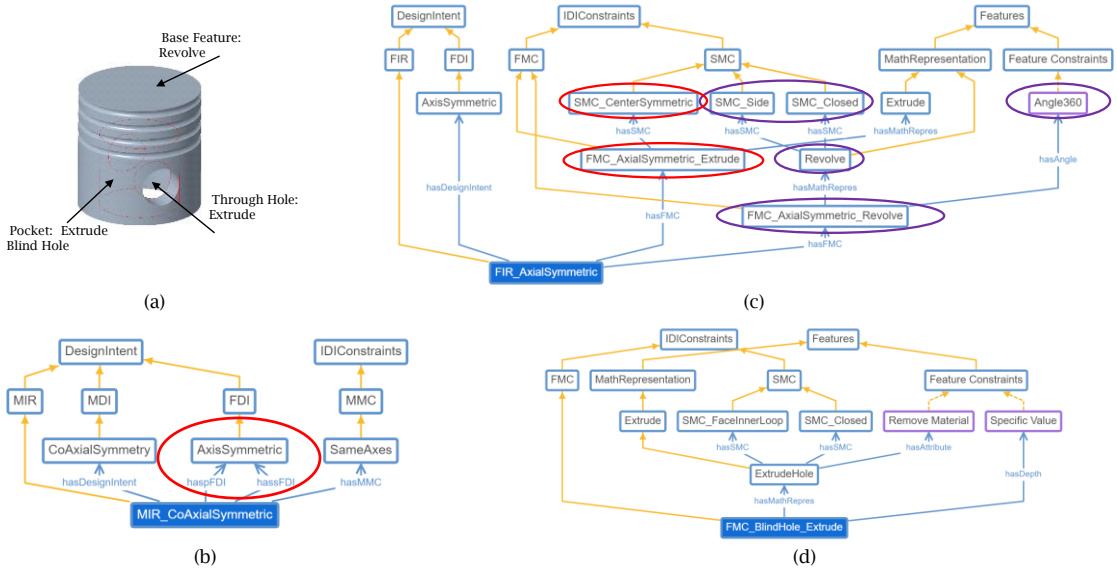 Base Feature:
Revolve
Through Hole:
Extrude
Pocket: Extrude
Blind Hole
(a)
DesignIntent
IDIConstraints
Features
FIR
FDI
FMC
SMC
MathRepresentation
Feature Constraints
AxisSymmetric
SMC_CenterSymmetric
SMC_Side
SMC_Closed
Extrude
Angle360
hasSMC
hasSMC
hasSMC
hasMathRepres
FMC_AxialSymmetric_Extrude
Revolve
hasAngle
hasDesignIntent
hasMathRepres
hasFMC
FMC_AxialSymmetric_Revolve
hasFMC
FIR_AxialSymmetric
(c)
DesignIntent
IDIConstraints
MIR
MDI
FDI
MMC
CoAxialSymmetry
AxisSymmetric
SameAxes
hasDesignIntent
haspFDI
hassFDI
hasMMC
MIR_CoAxialSymmetric
(b)
IDIConstraints
Features
FMC
MathRepresentation
SMC
Feature Constraints
Extrude
SMC_FaceInnerLoop
SMC_Closed
Remove Material
Specific Value
hasSMC
hasSMC
hasAttribute
ExtrudeHole
hasDepth
hasMathRepres
FMC_BlindHole_Extrude
(d)